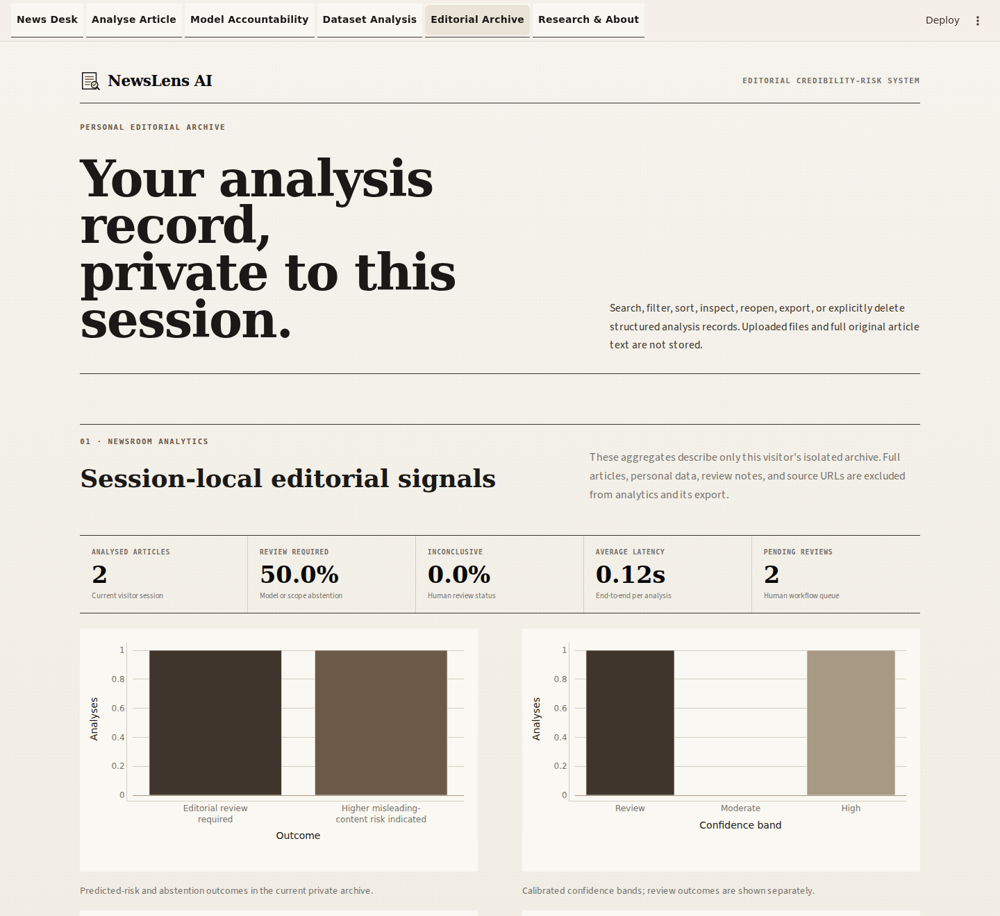 News Desk
Analyse Article
Model Accountability
Dataset Analysis
Editorial Archive
Research & About
Deploy
NewsLens AI
EDITORIAL CREDIBILITY-RISK SYSTEM
PERSONAL EDITORIAL ARCHIVE
Your analysis
record,
private to this
session.
Search, filter, sort, inspect, reopen, export, or explicitly delete
structured analysis records. Uploaded files and full original article
text are not stored.
01 · NEWSROOM ANALYTICS
Session-local editorial signals
These aggregates describe only this visitor's isolated archive. Full
articles, personal data, review notes, and source URLs are excluded
from analytics and its export.
ANALYSED ARTICLES
2
Current visitor session
REVIEW REQUIRED
50.0%
Model or scope abstention
INCONCLUSIVE
0.0%
Human review status
AVERAGE LATENCY
0.12s
End-to-end per analysis
PENDING REVIEWS
2
Human workflow queue
Analyses
1
0.8
0.6
0.4
0.2
0
Editorial review
required
Higher misleading-
content risk indicated
Outcome
Predicted-risk and abstention outcomes in the current private archive.
Analyses
1
0.8
0.6
0.4
0.2
0
Review
Moderate
High
Confidence band
Calibrated confidence bands; review outcomes are shown separately.